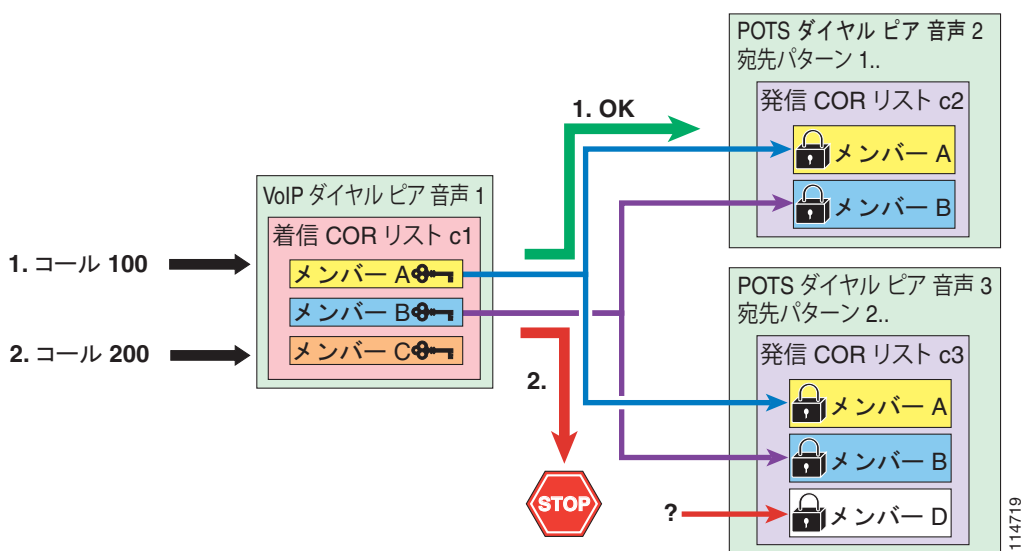 POTS ダイヤル ピア 音声 2
宛先パターン 1..
発信 COR リスト c2
メンバー A
メンバー B
1. OK
VoIP ダイヤル ピア 音声 1
着信 COR リスト c1
メンバー A
メンバー B
メンバー C
1. コール 100
2. コール 200
2.
STOP
POTS ダイヤル ピア 音声 3
宛先パターン 2..
発信 COR リスト c3
メンバー A
メンバー B
メンバー D
?
114719